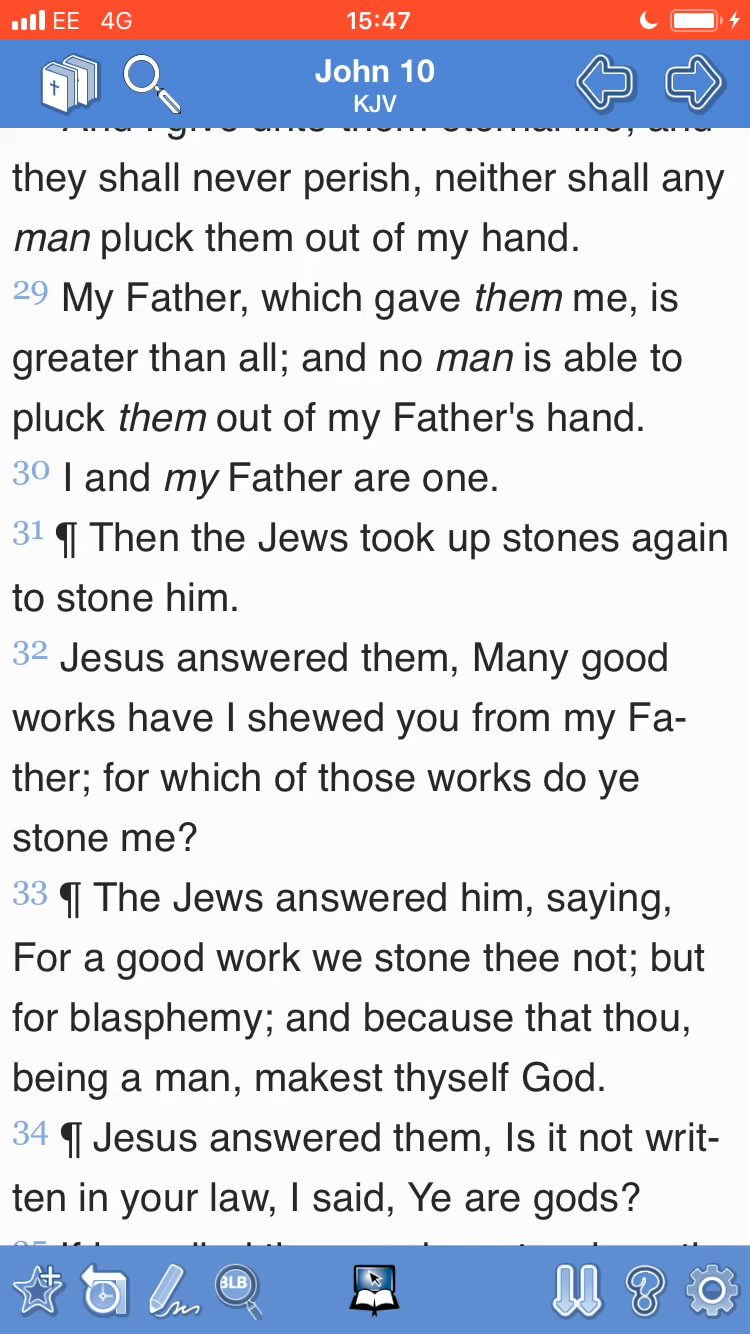 EE 4G 15:47
John 10
KJV
they shall never perish, neither shall any
man pluck them out of my hand.
29 My Father, which gave them me, is
greater than all; and no man is able to
pluck them out of my Father's hand.
30 I and my Father are one.
31 ¶ Then the Jews took up stones again
to stone him.
32 Jesus answered them, Many good
works have I shewed you from my Fa-
ther; for which of those works do ye
stone me?
33 ¶ The Jews answered him, saying,
For a good work we stone thee not; but
for blasphemy; and because that thou,
being a man, makest thyself God.
34 ¶ Jesus answered them, Is it not writ-
ten in your law, I said, Ye are gods?
BLB